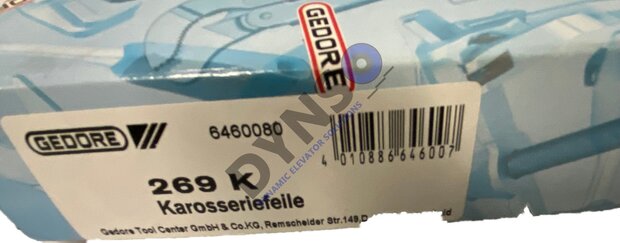 GEDORE
GEDORE
6460080
4 010886 646007
269 K
Karosseriefeile
Gedore Tool Center GmbH & Co.KG, Remscheider Str.149,D
DYNS
DYNAMIC ELEVATOR SOLUTIONS